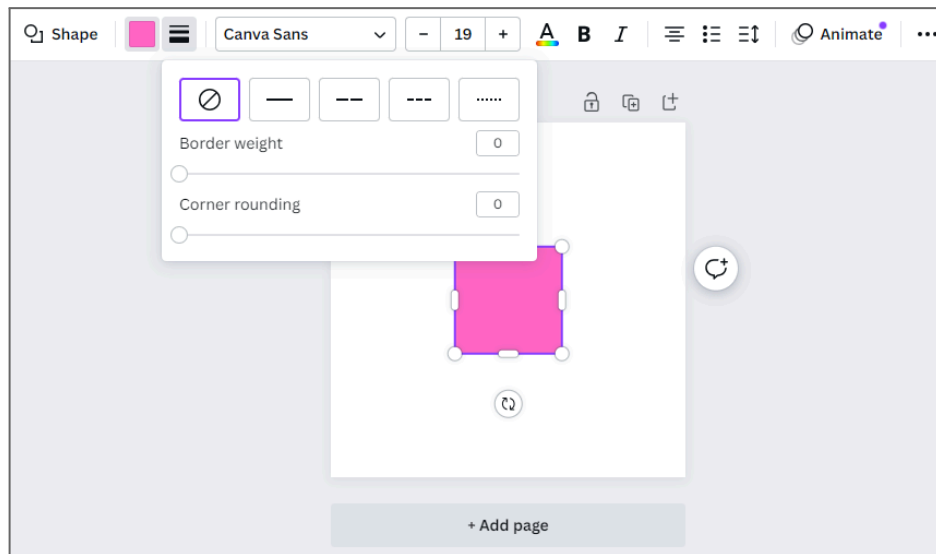 Shape Canva Sans - 19 + A B I Animate
Border weight 0
Corner rounding 0
+ Add page